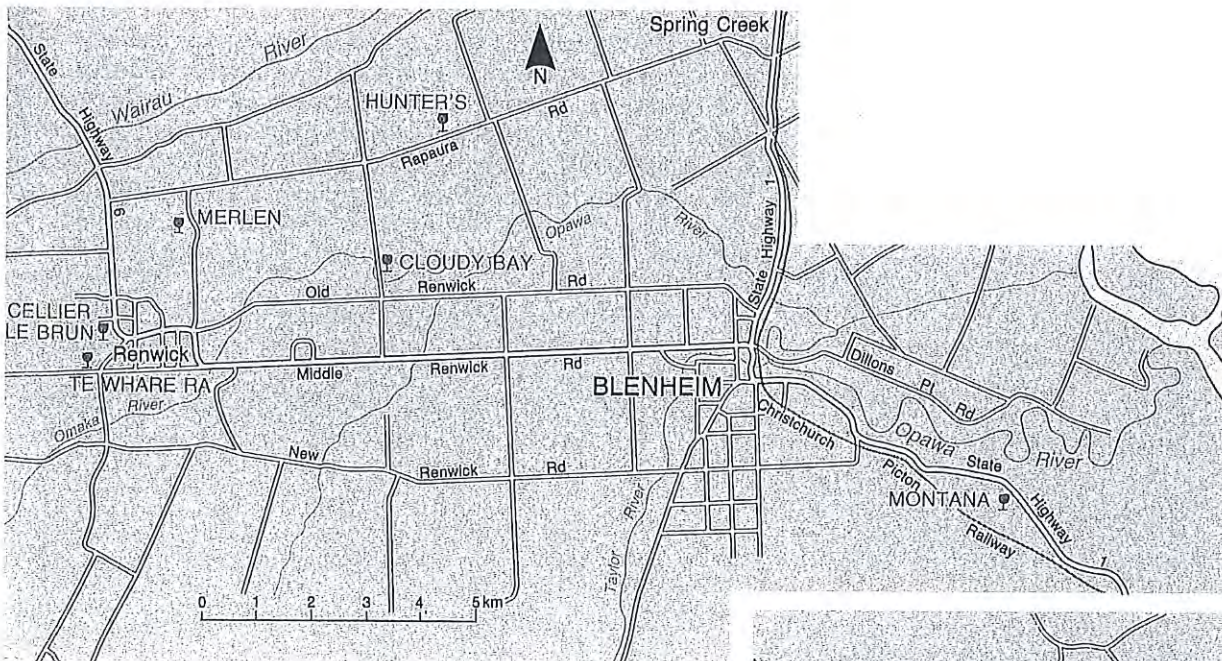 Spring Creek
State
Highway
6
Wairau
River
N
HUNTER'S
Rapaura
Rd
MERLEN
Opawa
River
State Highway 1
CLOUDY BAY
Old
Renwick
Rd
CELLIER
LE BRUN
Renwick
TE WHARE RA
Middle
Renwick
Rd
BLENHEIM
Dillons
Pt
Rd
Omaka
River
Christchurch
Picton
Railway
Opawa
River
State
Highway
1
New
Renwick
Rd
MONTANA
Taylor
River
0 1 2 3 4 5 km